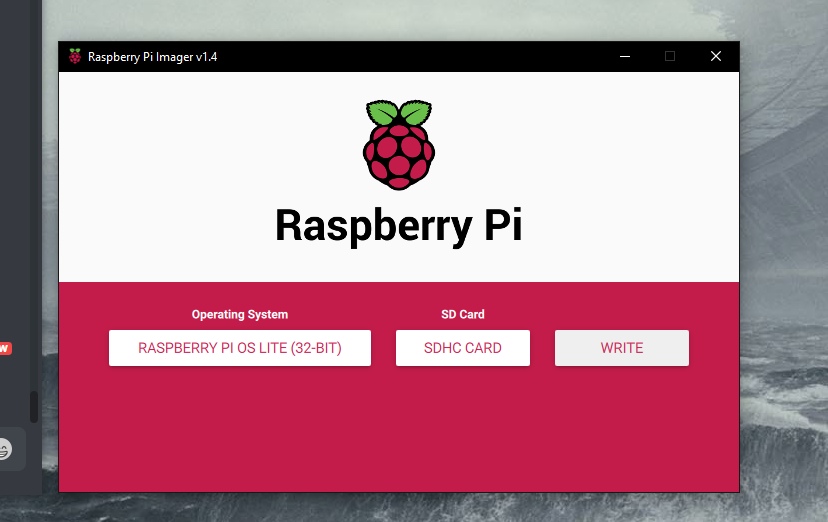 Raspberry Pi Imager v1.4
Raspberry Pi
Operating System
SD Card
RASPBERRY PI OS LITE (32-BIT)
SDHC CARD
WRITE
W